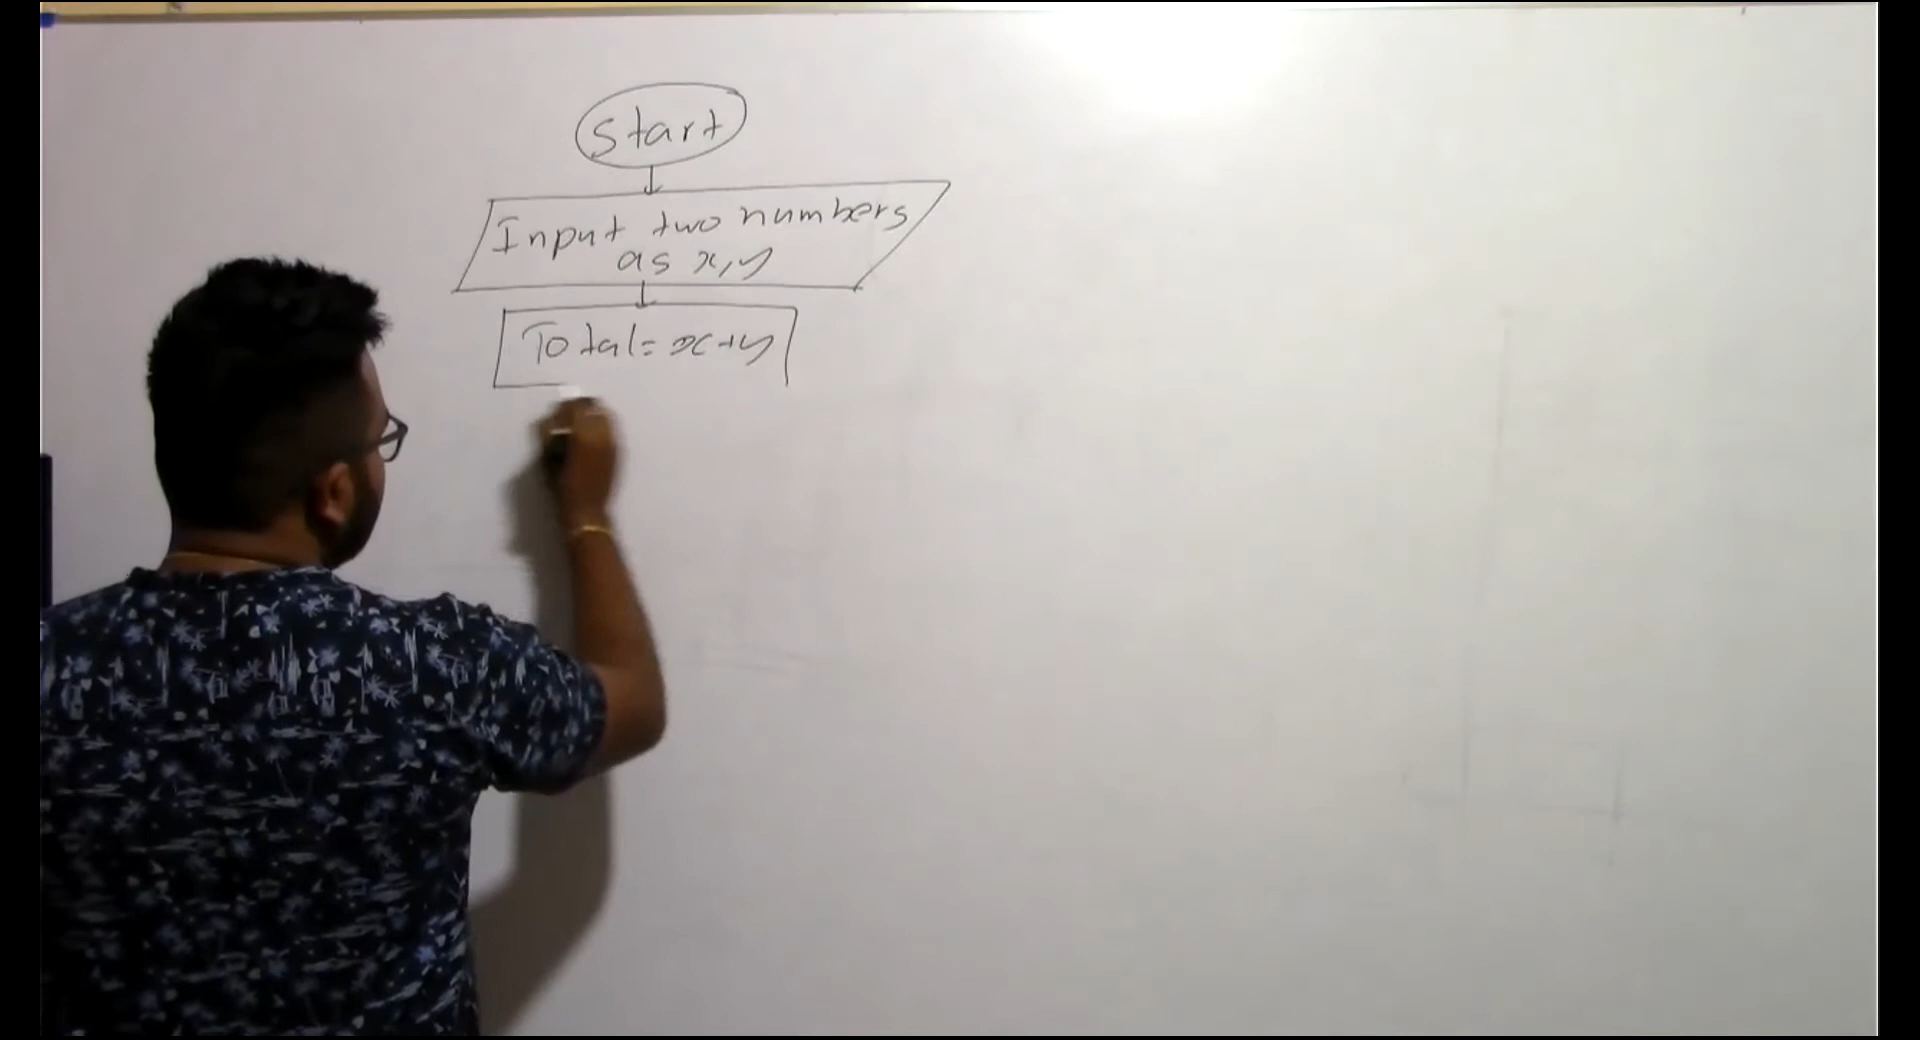 Start
Input two numbers
as x,y
Total= x+y